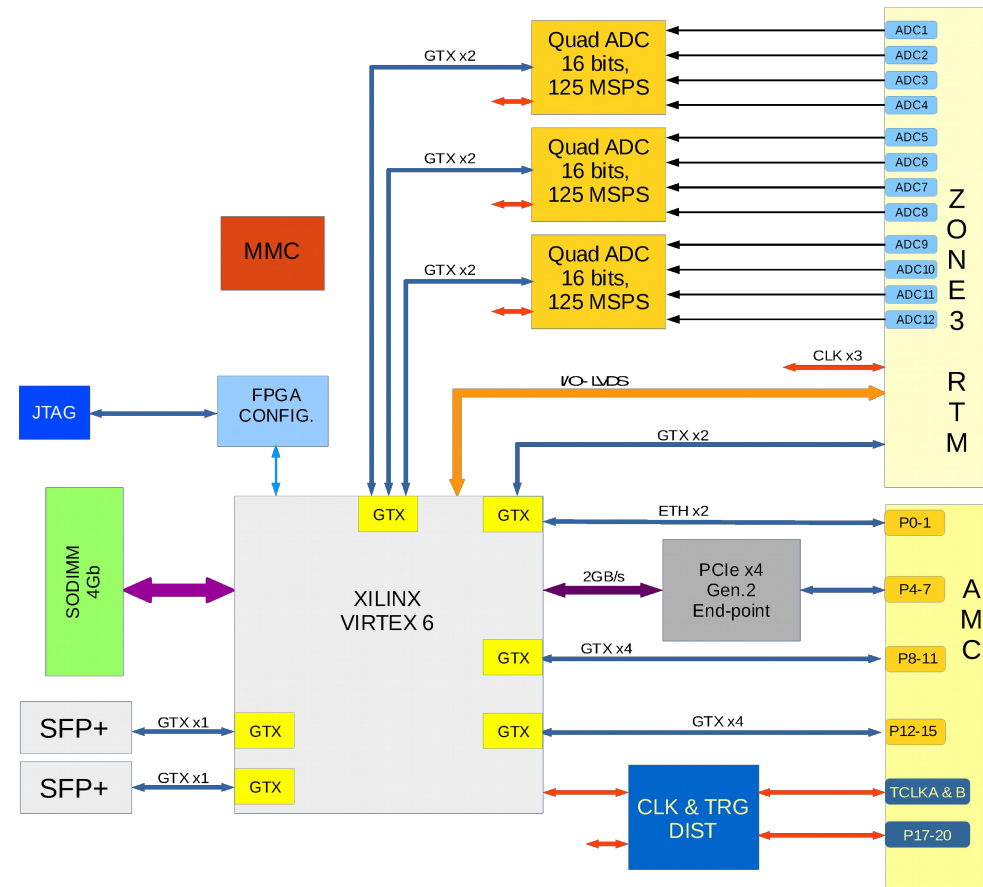 GTX x2
Quad ADC
16 bits,
125 MSPS
ADC1
ADC2
ADC3
ADC4
GTX x2
Quad ADC
16 bits,
125 MSPS
ADC5
ADC6
ADC7
ADC8
MMC
GTX x2
Quad ADC
16 bits,
125 MSPS
ADC9
ADC10
ADC11
ADC12
ZONE3
RTM
CLK x3
I/O- LVDS
GTX x2
JTAG
FPGA
CONFIG.
SODIMM
4Gb
GTX
GTX
ETH x2
P0-1
XILINX
VIRTEX 6
2GB/s
PCIe x4
Gen.2
End-point
P4-7
AMC
GTX
GTX x4
P8-11
SFP+
GTX x1
GTX
GTX
GTX x4
P12-15
SFP+
GTX x1
GTX
CLK & TRG
DIST
TCLKA & B
P17-20